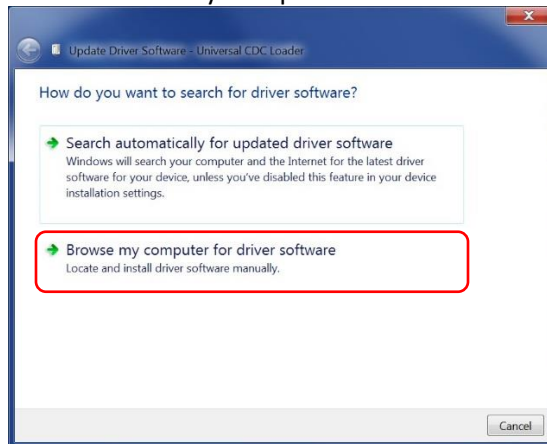 Update Driver Software - Universal CDC Loader
How do you want to search for driver software?
Search automatically for updated driver software
Windows will search your computer and the Internet for the latest driver
software for your device, unless you've disabled this feature in your device
installation settings.
Browse my computer for driver software
Locate and install driver software manually.
Cancel